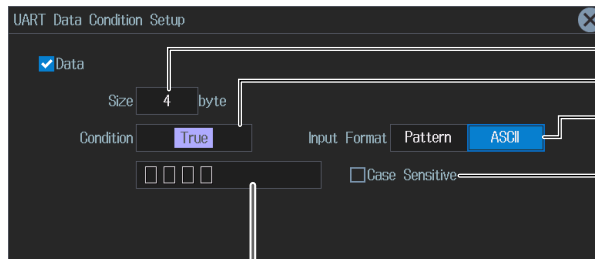 UART Data Condition Setup
Data
Size 4 byte
Condition True Input Format Pattern ASCII
Case Sensitive